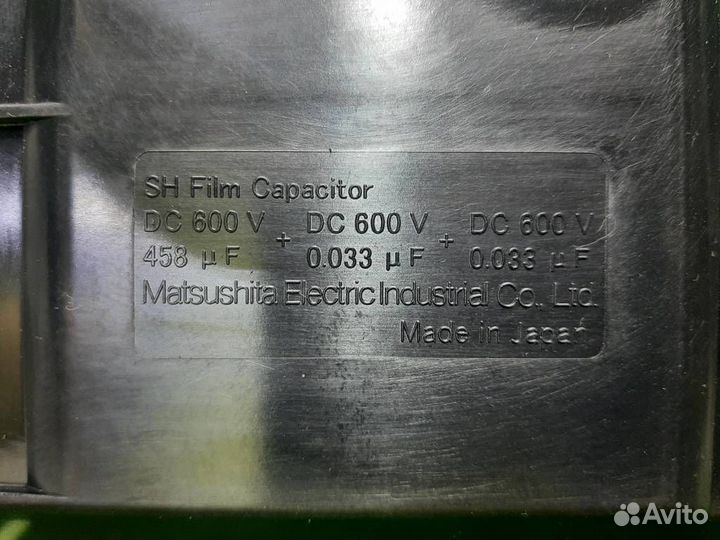 SH Film Capacitor
DC 600 V + DC 600 V + DC 600 V
458 μF 0.033 μF 0.033 μF
Matsushita Electric Industrial Co., Ltd.
Made in Japan
Avito